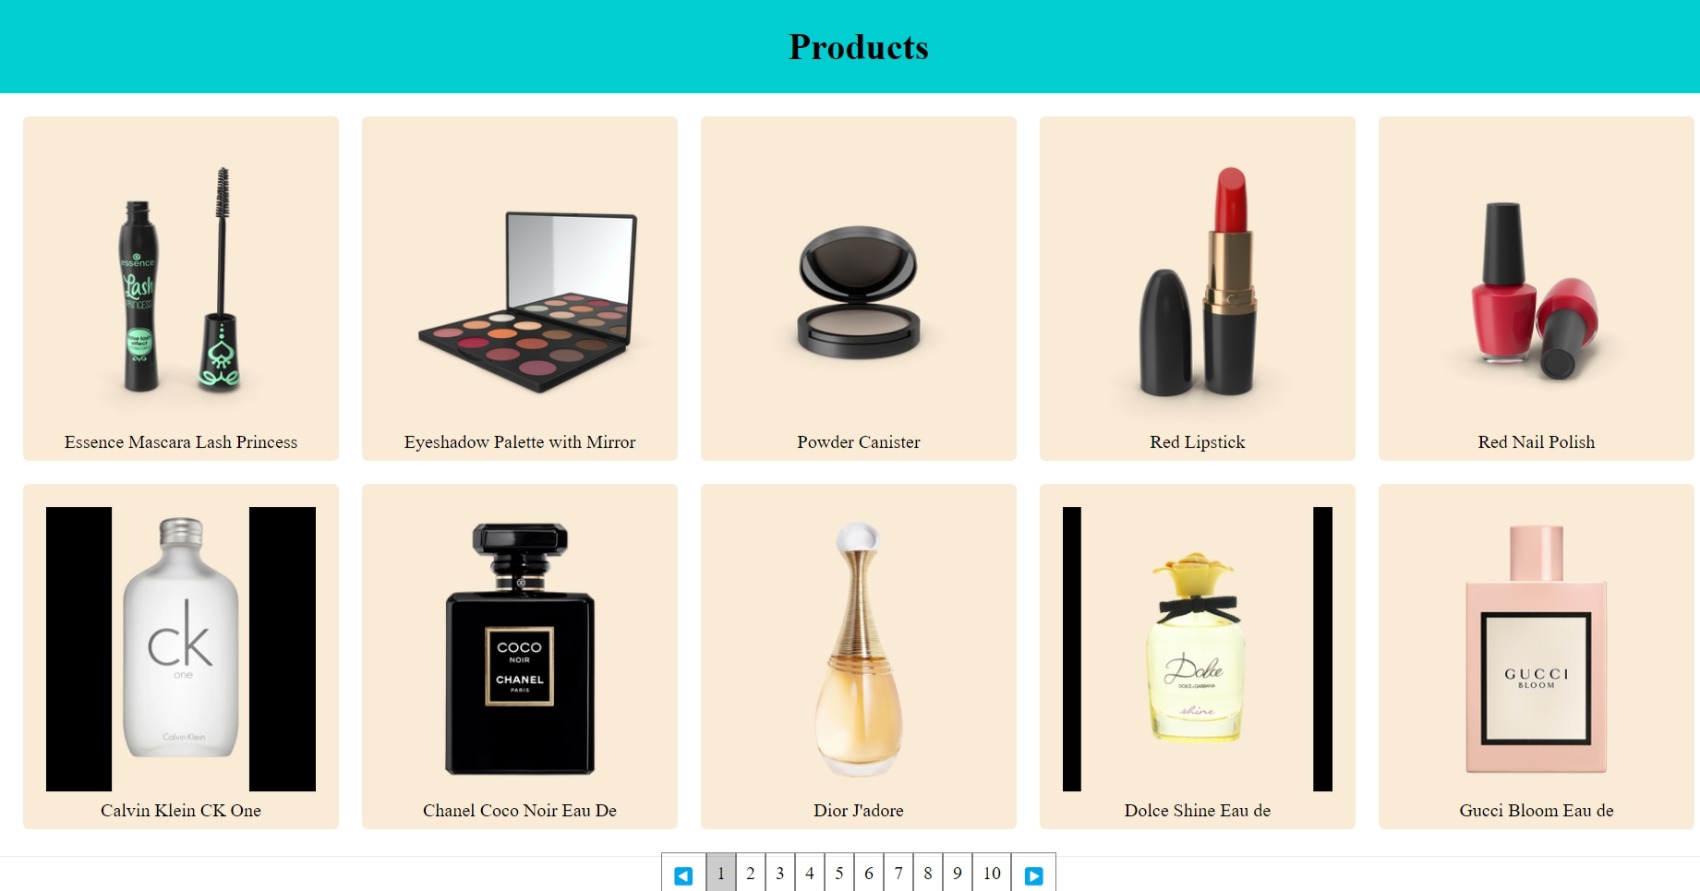 Products
essence
Lash
PRINCESS
false lash
effect
Essence Mascara Lash Princess
Eyeshadow Palette with Mirror
Powder Canister
Red Lipstick
Red Nail Polish
ck
one
Calvin Klein
COCO
NOIR
CHANEL
PARIS
Dolce
DOLCE & GABBANA
shine
GUCCI
BLOOM
Calvin Klein CK One
Chanel Coco Noir Eau De
Dior J'adore
Dolce Shine Eau de
Gucci Bloom Eau de
1 2 3 4 5 6 7 8 9 10